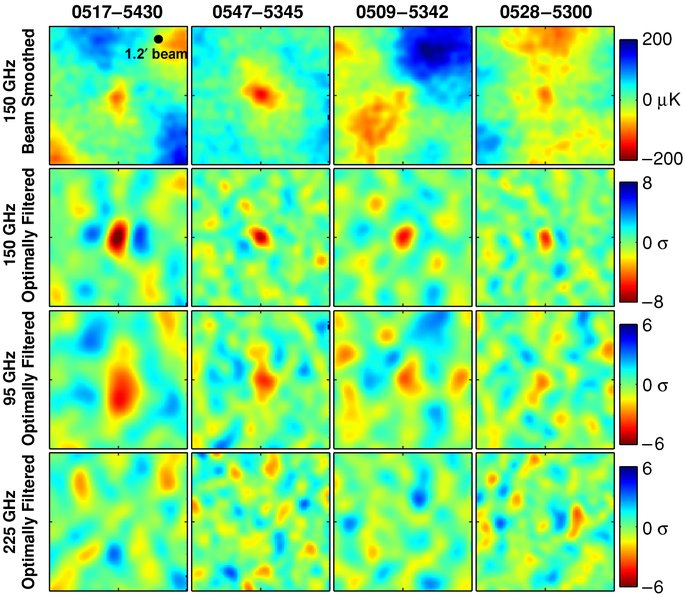 0517−5430 0547−5345 0509−5342 0528−5300
150 GHz
Beam Smoothed
1.2′ beam
200
0 μK
−200
150 GHz
Optimally Filtered
8
0 σ
−8
95 GHz
Optimally Filtered
6
0 σ
−6
225 GHz
Optimally Filtered
6
0 σ
−6